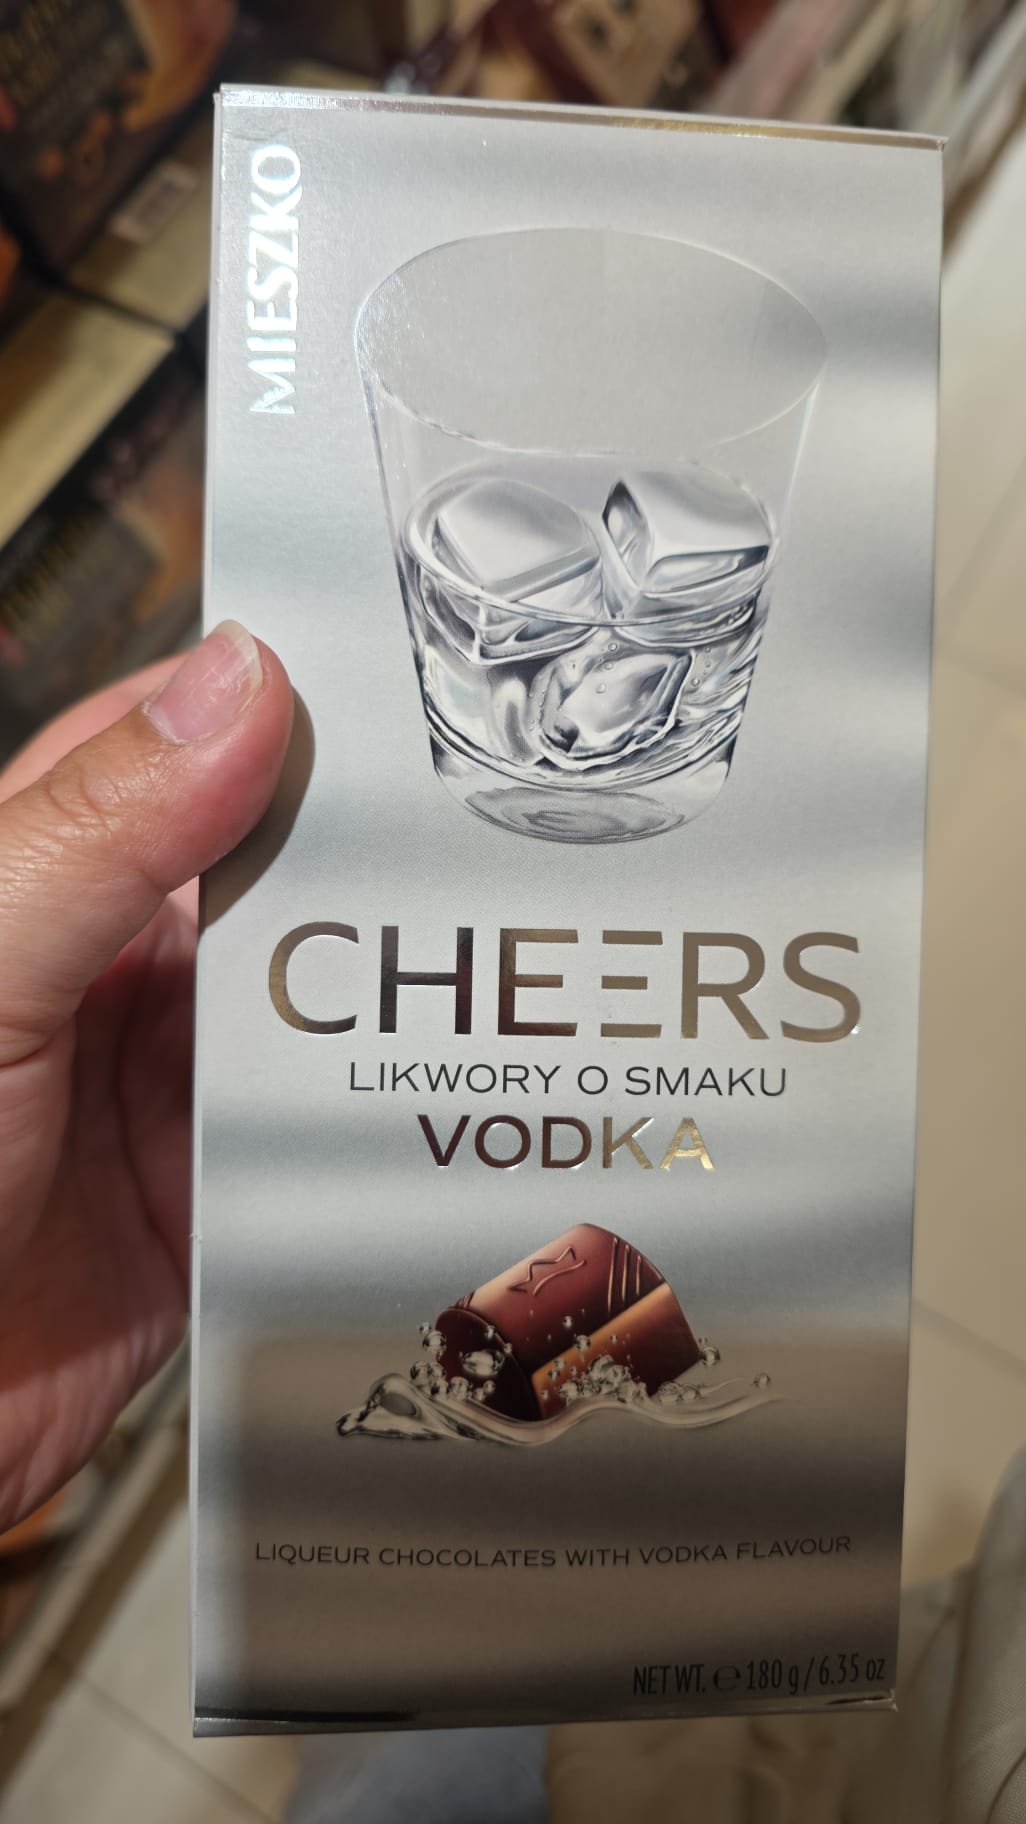 MIESZKO
CHEERS
LIKWORY O SMAKU
VODKA
LIQUEUR CHOCOLATES WITH VODKA FLAVOUR
NET WT. ℮ 180 g / 6.35 oz